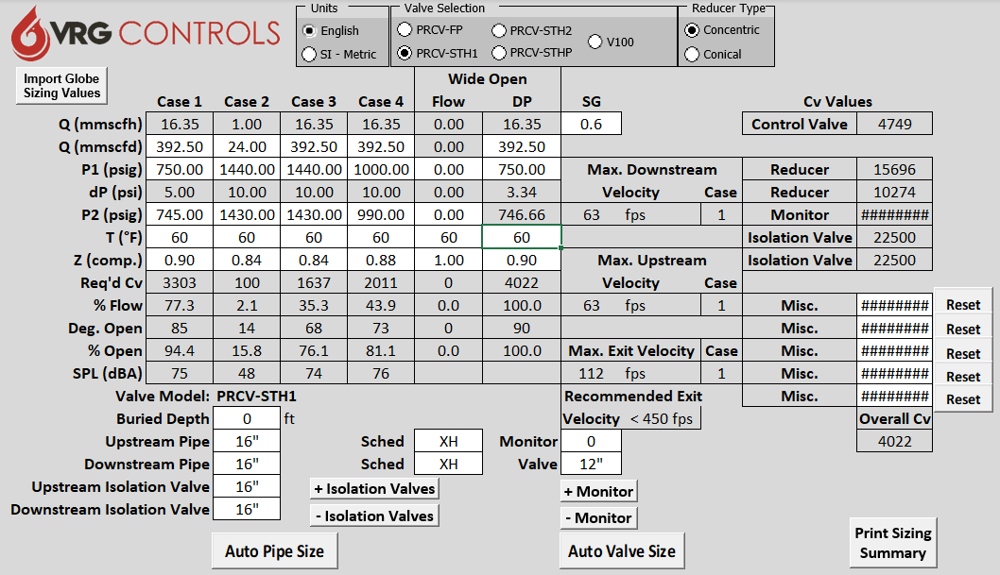 VRG CONTROLS
Units
English
SI - Metric
Valve Selection
PRCV-FP PRCV-STH2 V100
PRCV-STH1 PRCV-STHP
Reducer Type
Concentric
Conical
Import Globe
Sizing Values
Wide Open
Case 1 Case 2 Case 3 Case 4 Flow DP SG Cv Values
Q (mmscfh) 16.35 1.00 16.35 16.35 0.00 16.35 0.6 Control Valve 4749
Q (mmscfd) 392.50 24.00 392.50 392.50 0.00 392.50
P1 (psig) 750.00 1440.00 1440.00 1000.00 0.00 750.00 Max. Downstream Reducer 15696
dP (psi) 5.00 10.00 10.00 10.00 0.00 3.34 Velocity Case Reducer 10274
P2 (psig) 745.00 1430.00 1430.00 990.00 0.00 746.66 63 fps 1 Monitor ########
T (°F) 60 60 60 60 60 60 Isolation Valve 22500
Z (comp.) 0.90 0.84 0.84 0.88 1.00 0.90 Max. Upstream Isolation Valve 22500
Req'd Cv 3303 100 1637 2011 0 4022 Velocity Case
% Flow 77.3 2.1 35.3 43.9 0.0 100.0 63 fps 1 Misc. ######## Reset
Deg. Open 85 14 68 73 0 90 Misc. ######## Reset
% Open 94.4 15.8 76.1 81.1 0.0 100.0 Max. Exit Velocity Case Misc. ######## Reset
SPL (dBA) 75 48 74 76 112 fps 1 Misc. ######## Reset
Valve Model: PRCV-STH1 Recommended Exit Misc. ######## Reset
Buried Depth 0 ft Velocity < 450 fps Overall Cv
Upstream Pipe 16" Sched XH Monitor 0 4022
Downstream Pipe 16" Sched XH Valve 12"
Upstream Isolation Valve 16" + Isolation Valves + Monitor
Downstream Isolation Valve 16" - Isolation Valves - Monitor
Auto Pipe Size Auto Valve Size Print Sizing
Summary